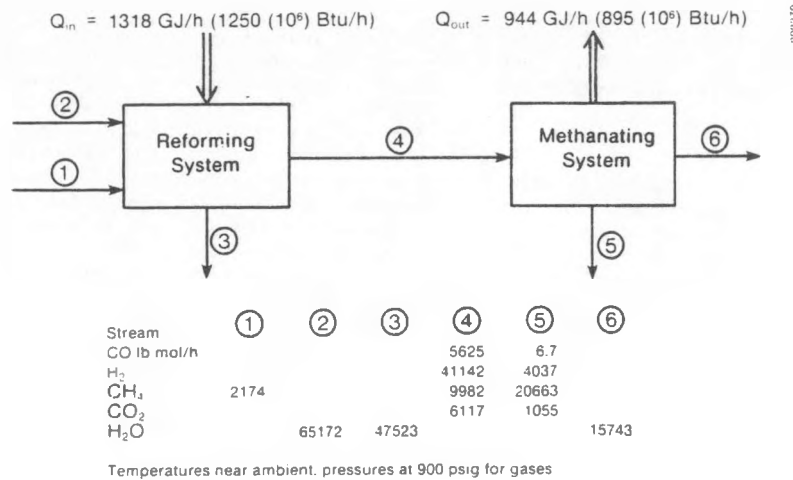 Qin = 1318 GJ/h (1250 (10⁶) Btu/h)
Qout = 944 GJ/h (895 (10⁶) Btu/h)
②
Reforming
System
④
Methanating
System
⑥
①
③
⑤
Stream ① ② ③ ④ ⑤ ⑥
CO lb mol/h 5625 6.7
H₂ 41142 4037
CH₄ 2174 9982 20663
CO₂ 6117 1055
H₂O 65172 47523 15743
Temperatures near ambient, pressures at 900 psig for gases